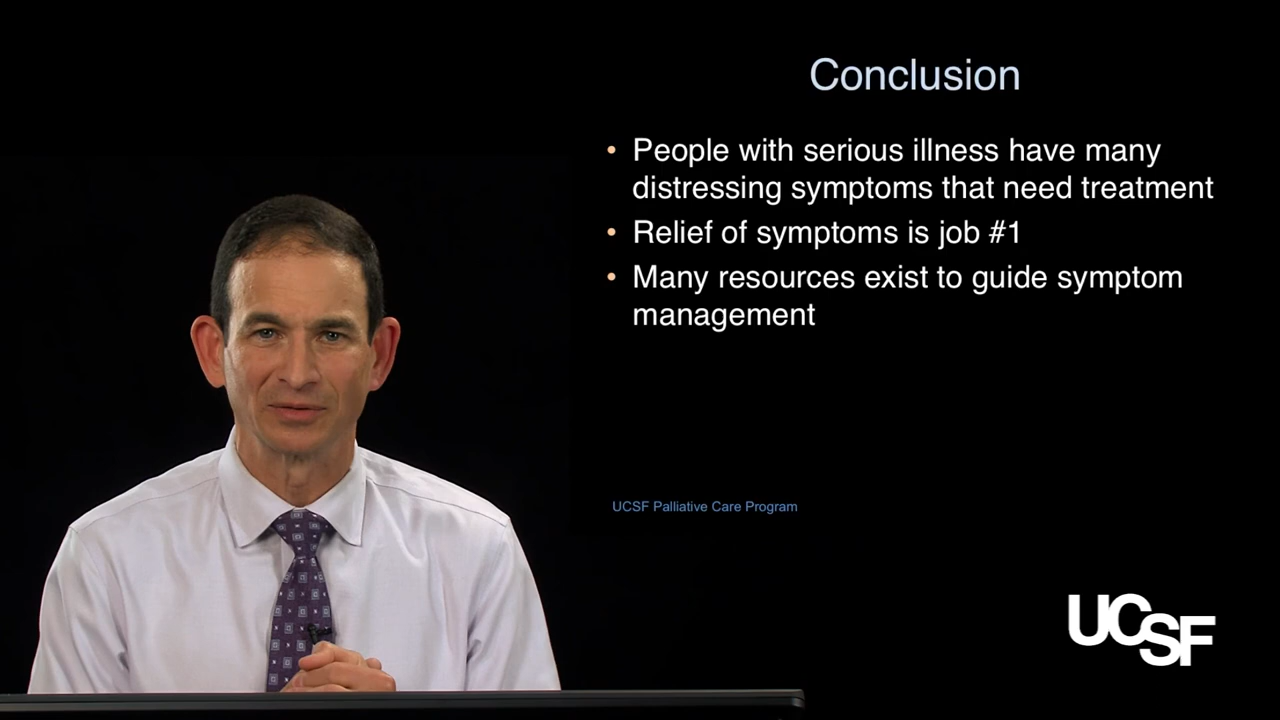 Conclusion
• People with serious illness have many
distressing symptoms that need treatment
• Relief of symptoms is job #1
• Many resources exist to guide symptom
management
UCSF Palliative Care Program
UCSF